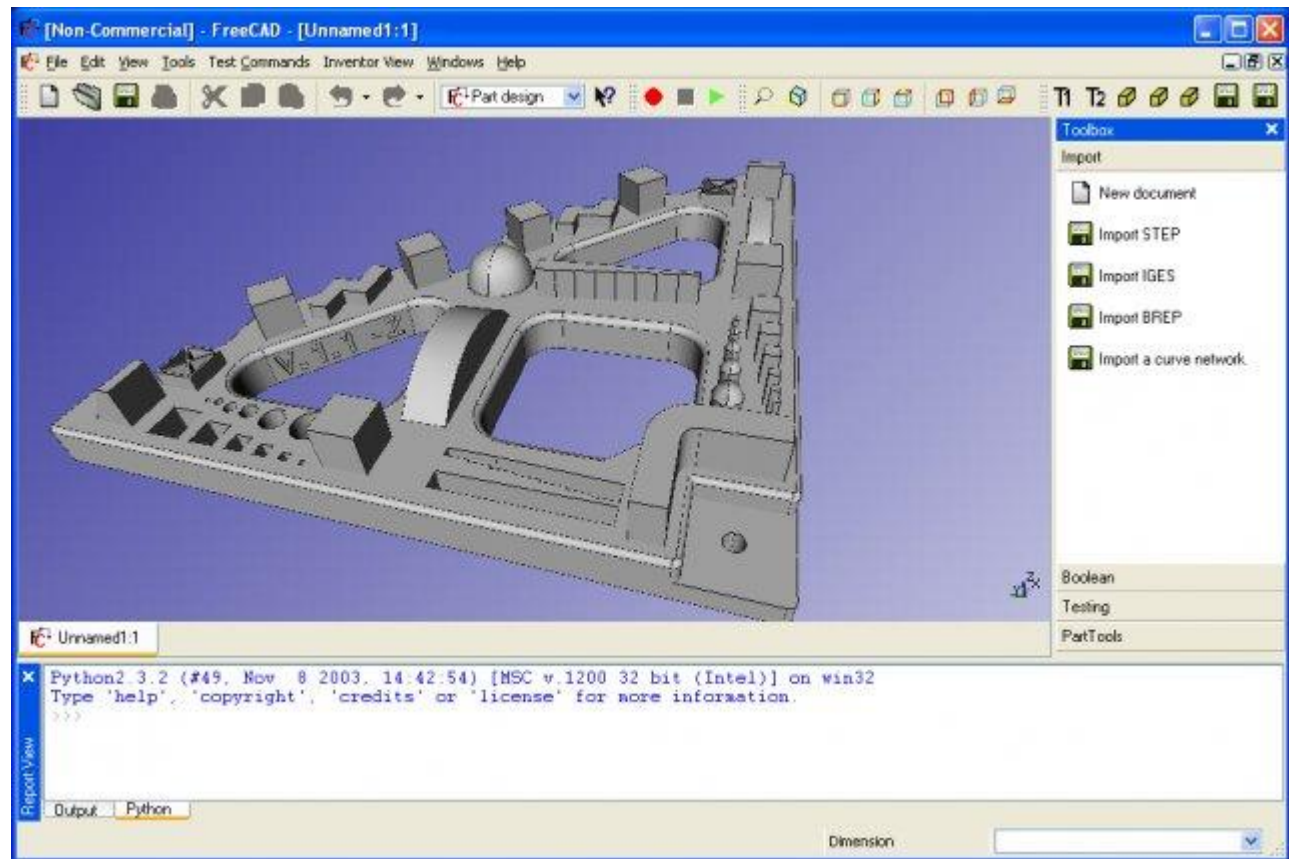 [Non-Commercial] - FreeCAD - [Unnamed1:1]
File Edit View Tools Test Commands Inventor View Windows Help
Part design
T1 T2
Toolbox
Import
New document
Import STEP
Import IGES
Import BREP
Import a curve network.
V.1.1-2
z x
Boolean
Testing
PartTools
Unnamed1:1
Python2.3.2 (#49, Nov  8 2003, 14:42:54) [MSC v.1200 32 bit (Intel)] on win32
Type 'help', 'copyright', 'credits' or 'license' for more information.
>>>
Report View
Output Python
Dimension